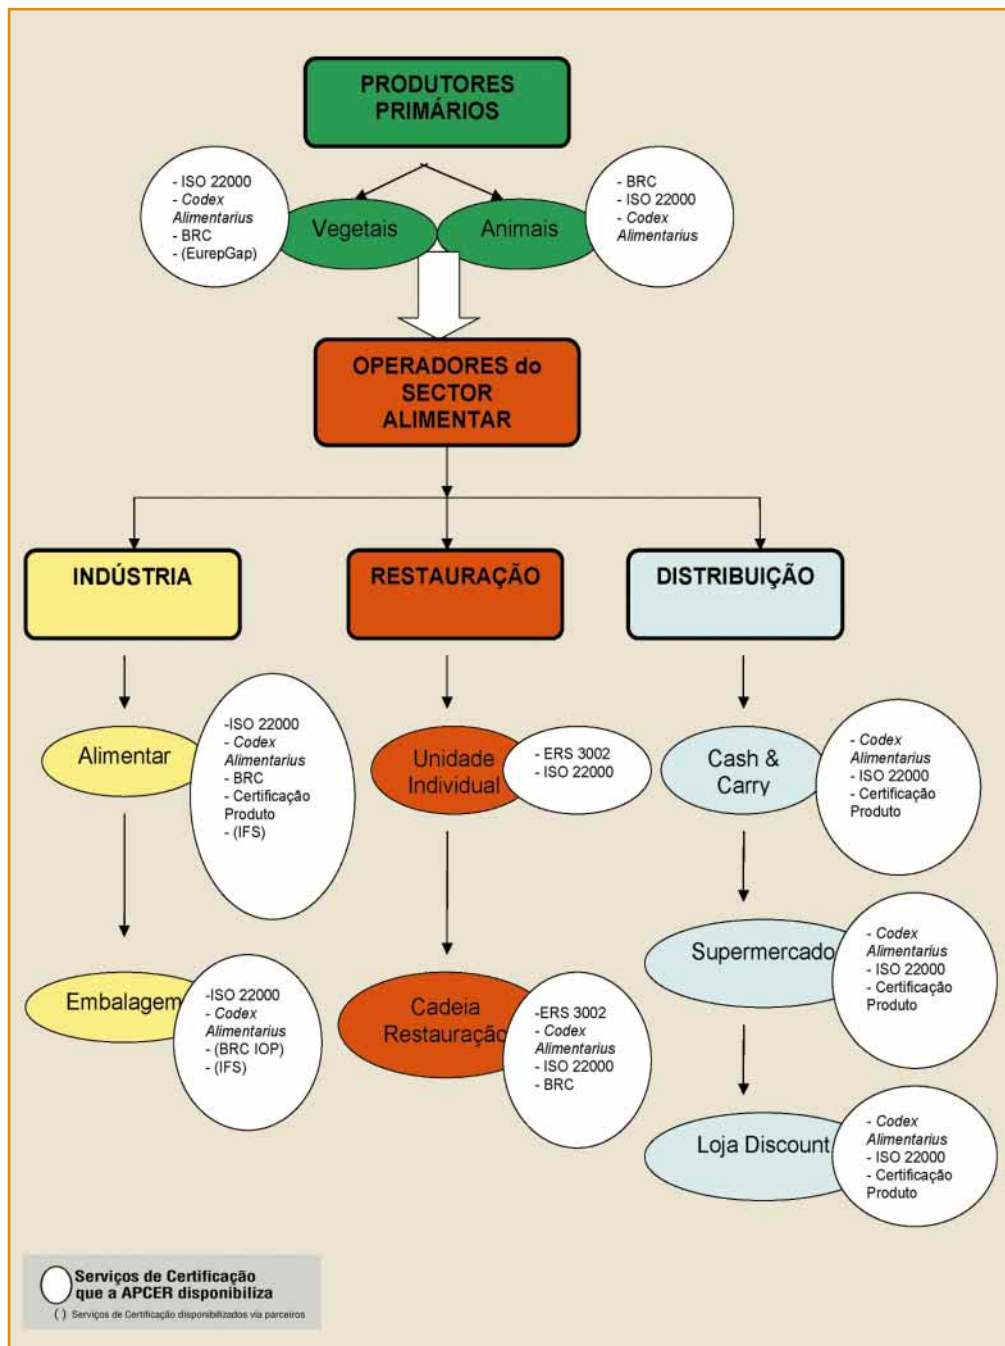 PRODUTORES
PRIMÁRIOS
- ISO 22000
- Codex
Alimentarius
- BRC
- (EurepGap)
Vegetais
Animais
- BRC
- ISO 22000
- Codex
Alimentarius
OPERADORES do
SECTOR
ALIMENTAR
INDÚSTRIA
RESTAURAÇÃO
DISTRIBUIÇÃO
Alimentar
-ISO 22000
- Codex
Alimentarius
- BRC
- Certificação
Produto
- (IFS)
Unidade
Individual
- ERS 3002
- ISO 22000
Cash &
Carry
- Codex
Alimentarius
- ISO 22000
- Certificação
Produto
Embalagem
-ISO 22000
- Codex
Alimentarius
- (BRC IOP)
- (IFS)
Cadeia
Restauração
-ERS 3002
- Codex
Alimentarius
- ISO 22000
- BRC
Supermercado
- Codex
Alimentarius
- ISO 22000
- Certificação
Produto
Loja Discount
- Codex
Alimentarius
- ISO 22000
- Certificação
Produto
Serviços de Certificação
que a APCER disponibiliza
( ) Serviços de Certificação disponibilizados via parceiros